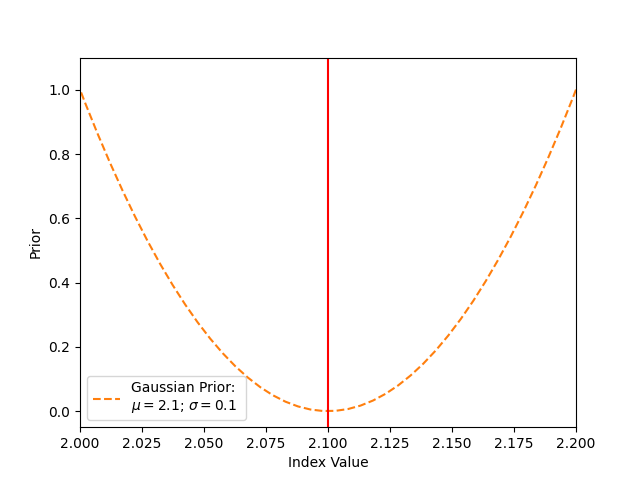 Prior
1.0
0.8
0.6
0.4
0.2
0.0
Gaussian Prior:
μ = 2.1; σ = 0.1
2.000 2.025 2.050 2.075 2.100 2.125 2.150 2.175 2.200
Index Value